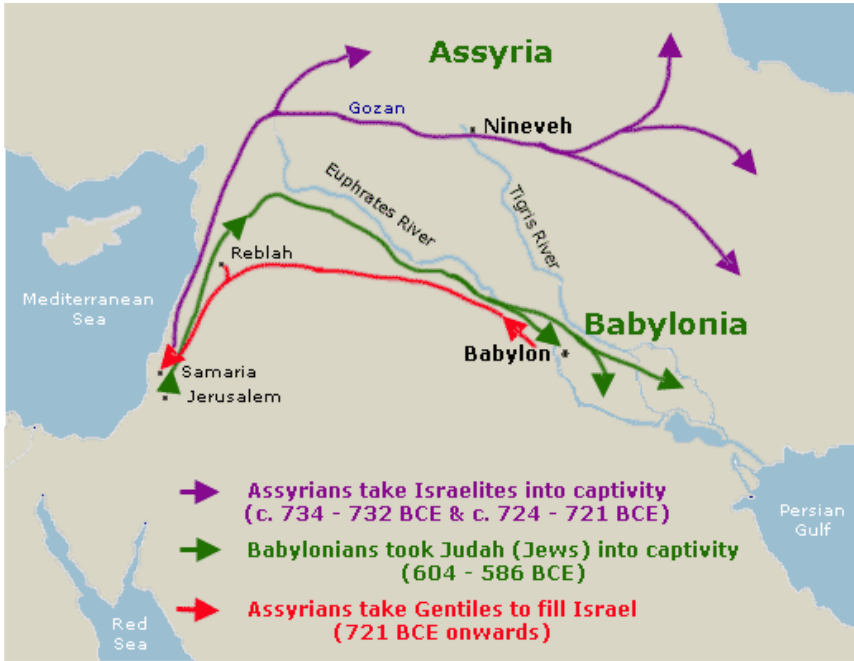 Assyria
Gozan
Nineveh
Euphrates River
Tigris River
Reblah
Mediterranean
Sea
Babylonia
Babylon
Samaria
Jerusalem
Assyrians take Israelites into captivity
(c. 734 - 732 BCE & c. 724 - 721 BCE)
Persian
Gulf
Babylonians took Judah (Jews) into captivity
(604 - 586 BCE)
Assyrians take Gentiles to fill Israel
(721 BCE onwards)
Red
Sea